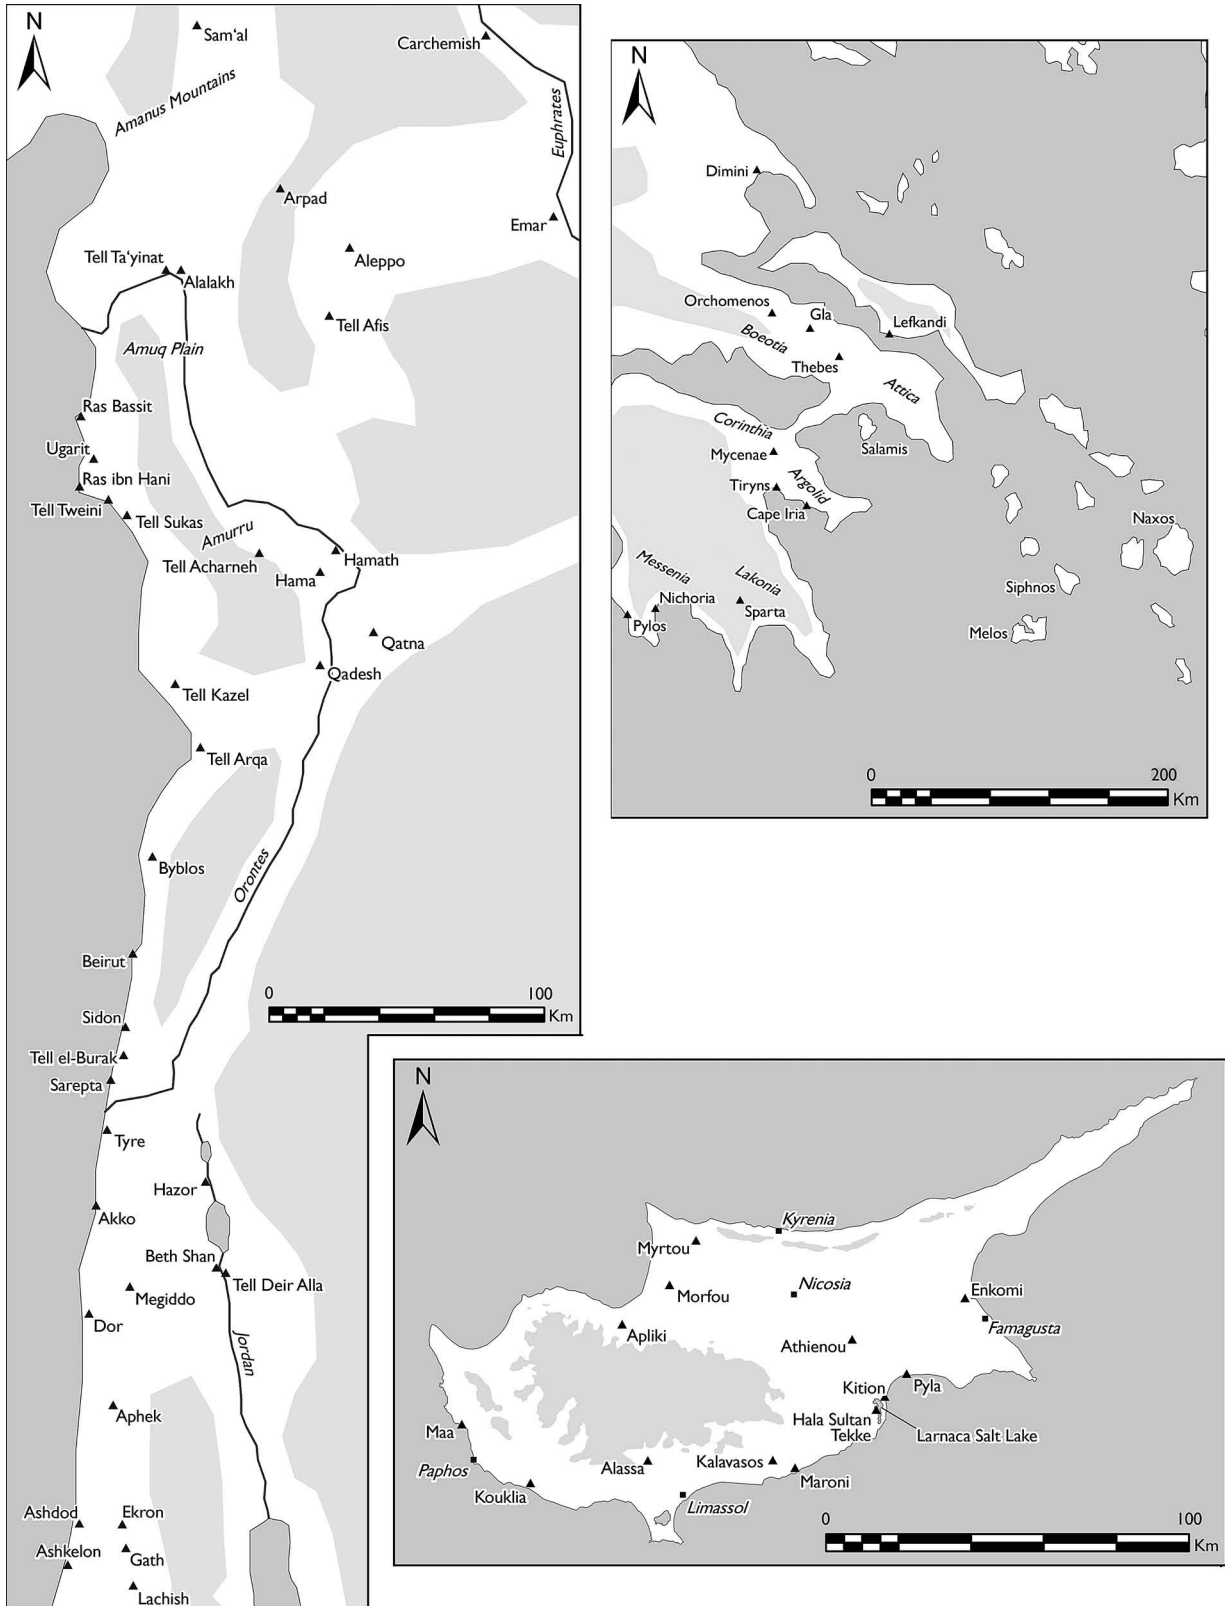 N
Sam‘al
Carchemish
Amanus Mountains
Euphrates
Arpad
Emar
Aleppo
Tell Ta‘yinat
Alalakh
Tell Afis
Amuq Plain
Ras Bassit
Ugarit
Ras ibn Hani
Tell Tweini
Tell Sukas
Amurru
Tell Acharneh
Hamath
Hama
Qatna
Qadesh
Tell Kazel
Tell Arqa
Byblos
Orontes
Beirut
0 100
Km
Sidon
Tell el-Burak
Sarepta
Tyre
Hazor
Akko
Beth Shan
Tell Deir Alla
Megiddo
Dor
Jordan
Aphek
Ashdod
Ekron
Ashkelon
Gath
Lachish
N
Dimini
Orchomenos
Gla
Lefkandi
Boeotia
Thebes
Attica
Corinthia
Salamis
Mycenae
Tiryns
Argolid
Cape Iria
Naxos
Messenia
Lakonia
Siphnos
Nichoria
Sparta
Pylos
Melos
0 200
Km
N
Kyrenia
Myrtou
Morfou
Nicosia
Enkomi
Famagusta
Apliki
Athienou
Pyla
Kition
Hala Sultan
Tekke
Larnaca Salt Lake
Maa
Paphos
Alassa
Kalavasos
Maroni
Kouklia
Limassol
0 100
Km